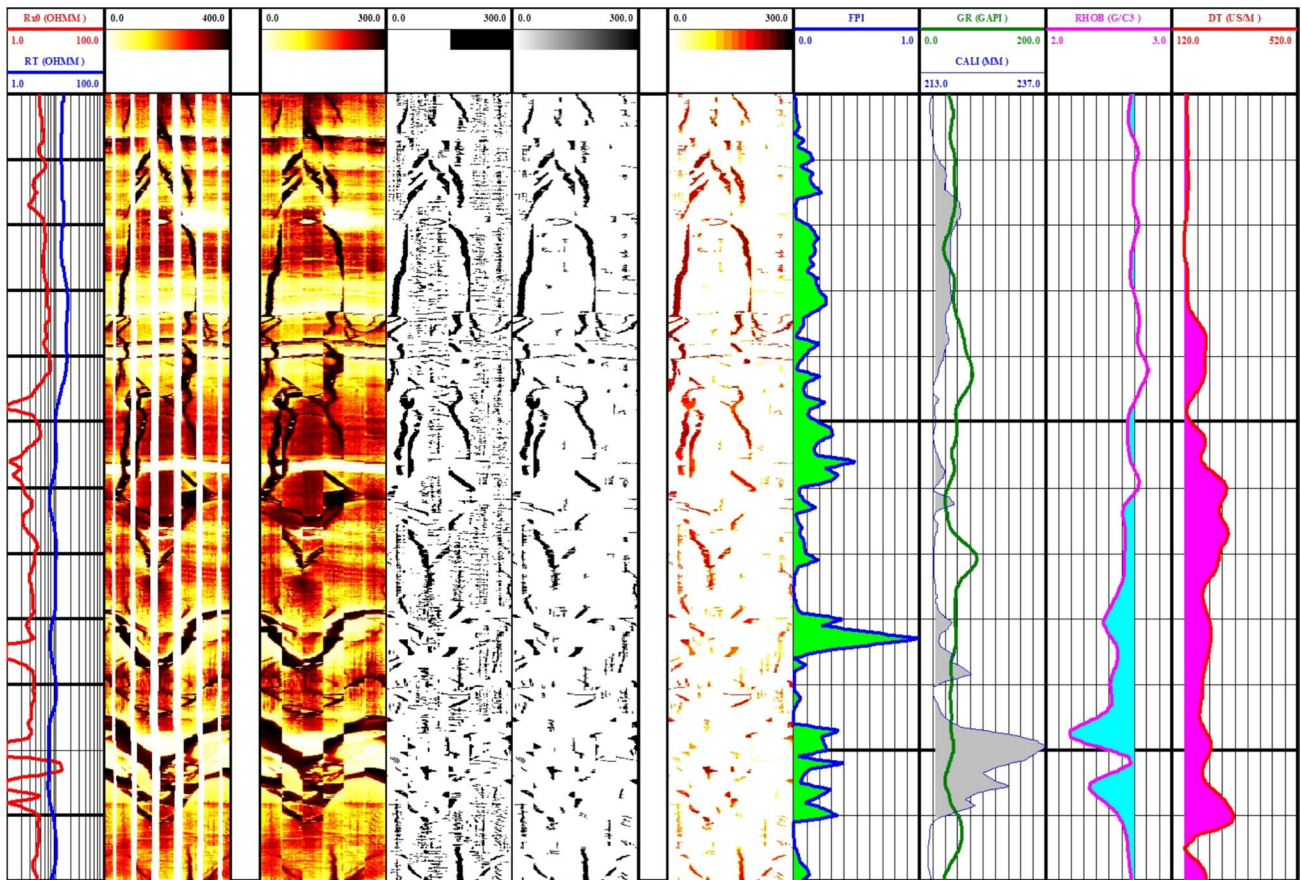 Rx0 (OHMM)
1.0 100.0
RT (OHMM)
1.0 100.0
0.0 400.0
0.0 300.0
0.0 300.0
0.0 300.0
0.0 300.0
FPI
0.0 1.0
GR (GAPI)
0.0 200.0
CALI (MM)
213.0 237.0
RHOB (G/C3)
2.0 3.0
DT (US/M)
120.0 520.0